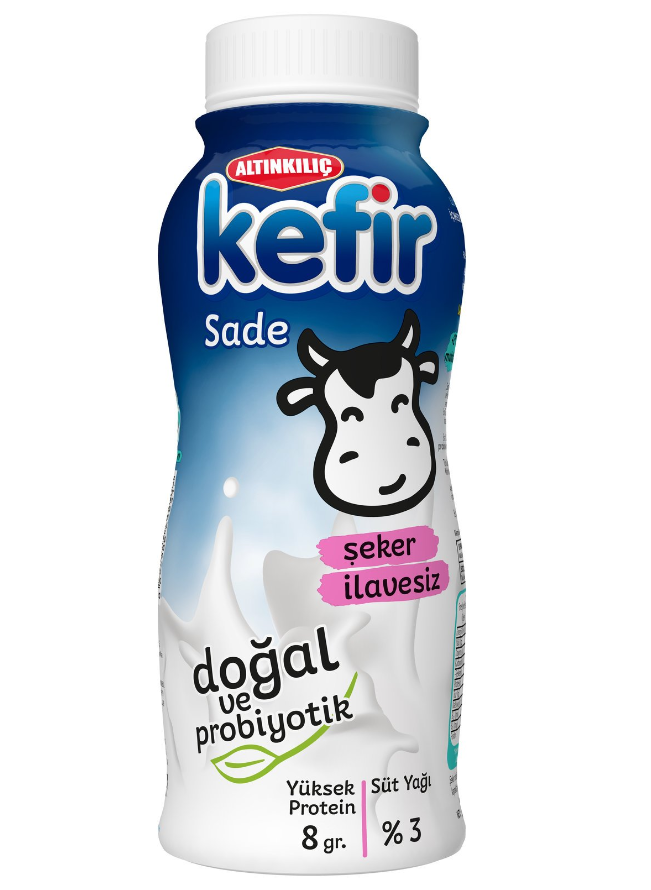 ALTINKILIÇ
kefir
Sade
şeker
ilavesiz
doğal
ve
probiyotik
Yüksek
Protein
8 gr.
Süt Yağı
% 3